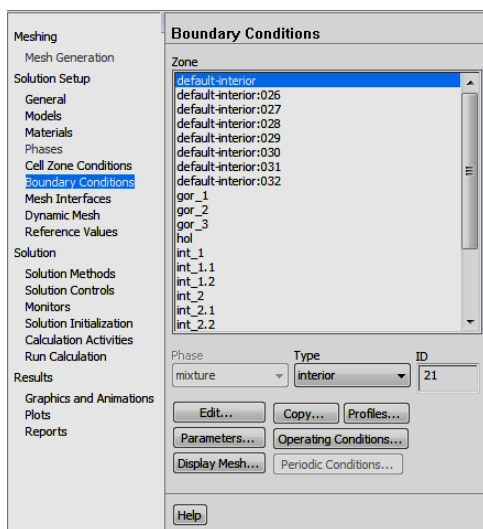 Meshing
Mesh Generation
Solution Setup
General
Models
Materials
Phases
Cell Zone Conditions
Boundary Conditions
Mesh Interfaces
Dynamic Mesh
Reference Values
Solution
Solution Methods
Solution Controls
Monitors
Solution Initialization
Calculation Activities
Run Calculation
Results
Graphics and Animations
Plots
Reports
Boundary Conditions
Zone
default-interior
default-interior:026
default-interior:027
default-interior:028
default-interior:029
default-interior:030
default-interior:031
default-interior:032
gor_1
gor_2
gor_3
hol
int_1
int_1.1
int_1.2
int_2
int_2.1
int_2.2
Phase Type ID
mixture interior 21
Edit... Copy... Profiles...
Parameters... Operating Conditions...
Display Mesh... Periodic Conditions...
Help